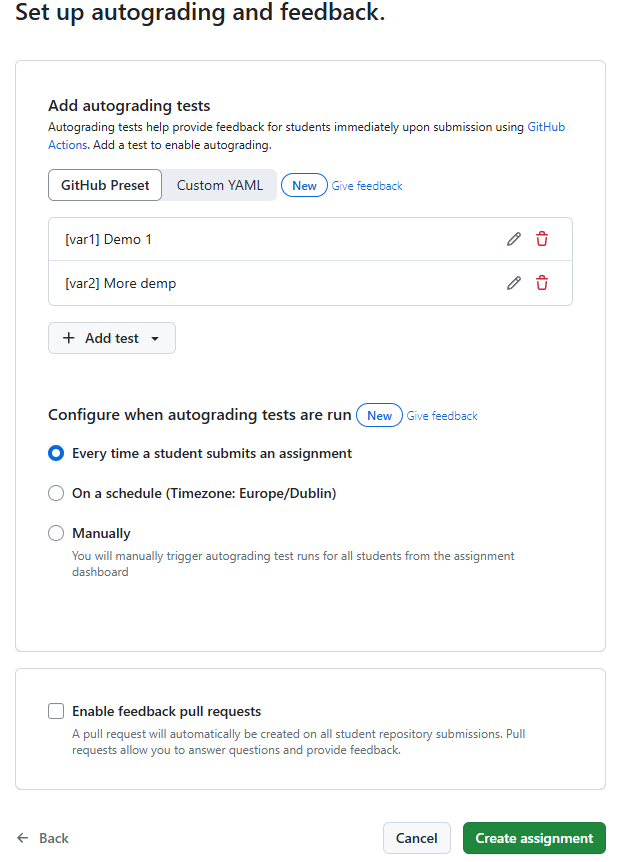 Set up autograding and feedback.
Add autograding tests
Autograding tests help provide feedback for students immediately upon submission using GitHub
Actions. Add a test to enable autograding.
GitHub Preset Custom YAML New Give feedback
[var1] Demo 1
[var2] More demp
+ Add test
Configure when autograding tests are run New Give feedback
Every time a student submits an assignment
On a schedule (Timezone: Europe/Dublin)
Manually
You will manually trigger autograding test runs for all students from the assignment
dashboard
Enable feedback pull requests
A pull request will automatically be created on all student repository submissions. Pull
requests allow you to answer questions and provide feedback.
← Back Cancel Create assignment